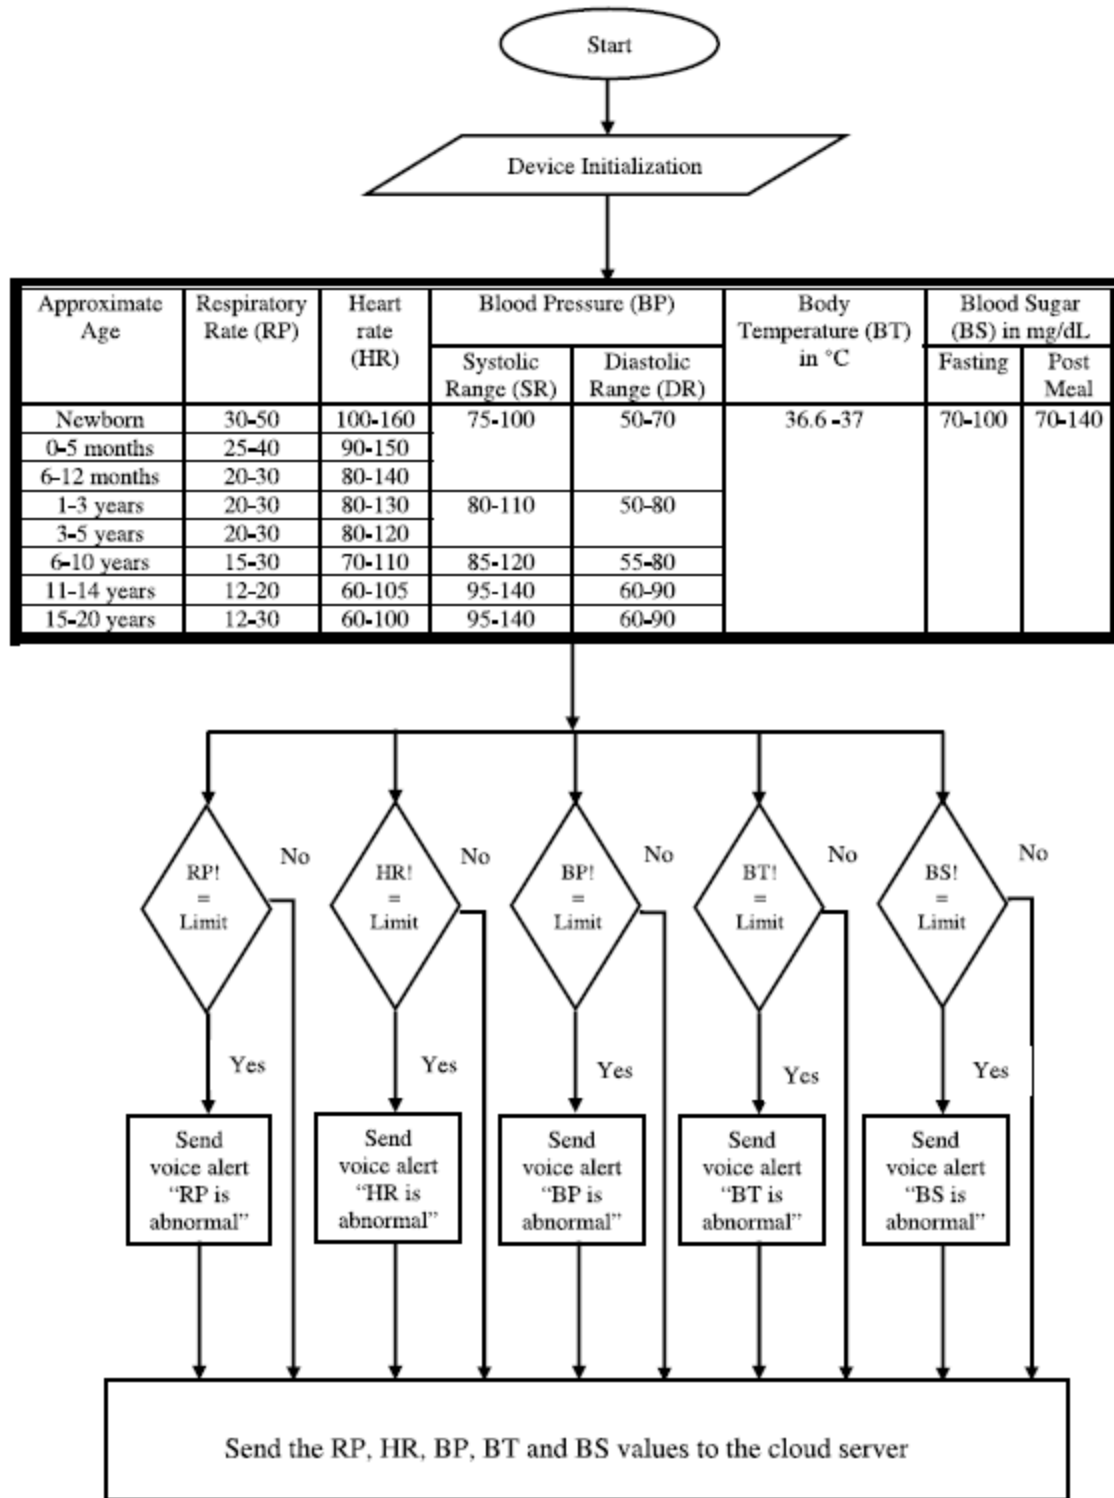 Start
Device Initialization
Approximate
Age
Respiratory
Rate (RP)
Heart
rate
(HR)
Blood Pressure (BP)
Systolic
Range (SR)
Diastolic
Range (DR)
Body
Temperature (BT)
in °C
Blood Sugar
(BS) in mg/dL
Fasting
Post
Meal
Newborn 30-50 100-160 75-100 50-70 36.6 -37 70-100 70-140
0-5 months 25-40 90-150
6-12 months 20-30 80-140
1-3 years 20-30 80-130 80-110 50-80
3-5 years 20-30 80-120
6-10 years 15-30 70-110 85-120 55-80
11-14 years 12-20 60-105 95-140 60-90
15-20 years 12-30 60-100 95-140 60-90
RP!
=
Limit
No
Yes
HR!
=
Limit
No
Yes
BP!
=
Limit
No
Yes
BT!
=
Limit
No
Yes
BS!
=
Limit
No
Yes
Send
voice alert
“RP is
abnormal”
Send
voice alert
“HR is
abnormal”
Send
voice alert
“BP is
abnormal”
Send
voice alert
“BT is
abnormal”
Send
voice alert
“BS is
abnormal”
Send the RP, HR, BP, BT and BS values to the cloud server